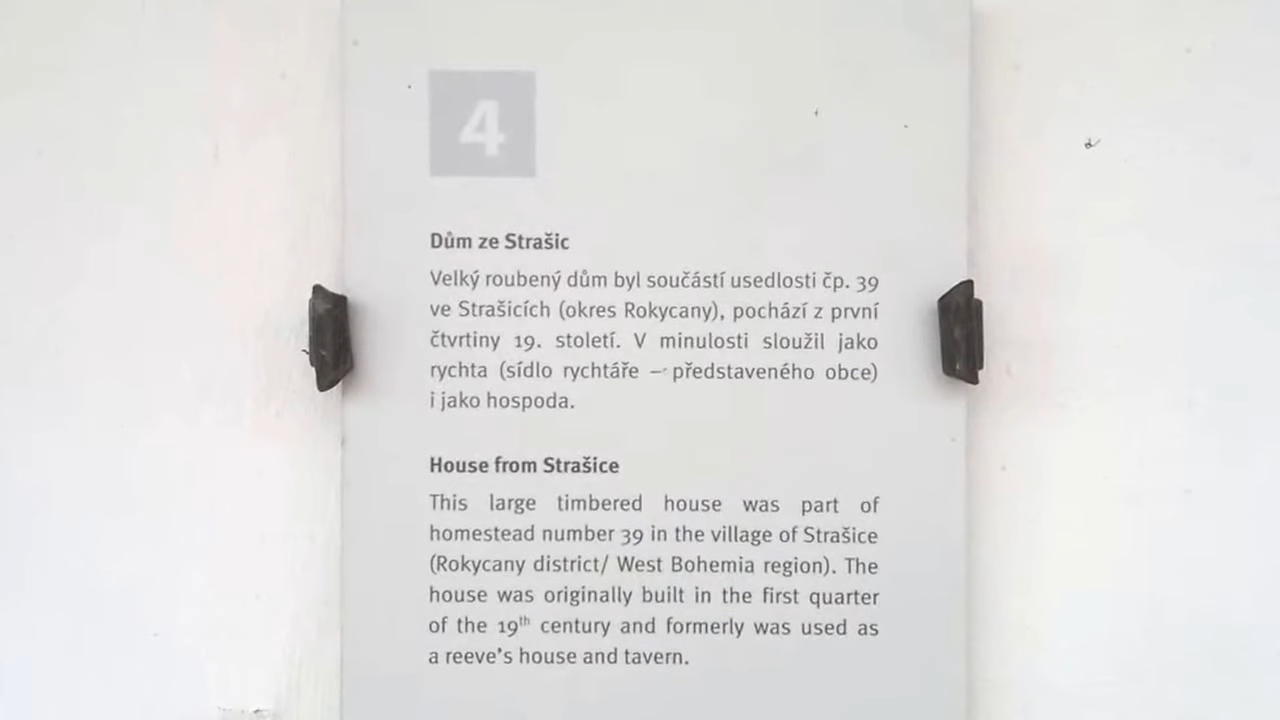 4
Dům ze Strašic
Velký roubený dům byl součástí usedlosti čp. 39
ve Strašicích (okres Rokycany), pochází z první
čtvrtiny 19. století. V minulosti sloužil jako
rychta (sídlo rychtáře – představeného obce)
i jako hospoda.
House from Strašice
This large timbered house was part of
homestead number 39 in the village of Strašice
(Rokycany district/ West Bohemia region). The
house was originally built in the first quarter
of the 19th century and formerly was used as
a reeve's house and tavern.